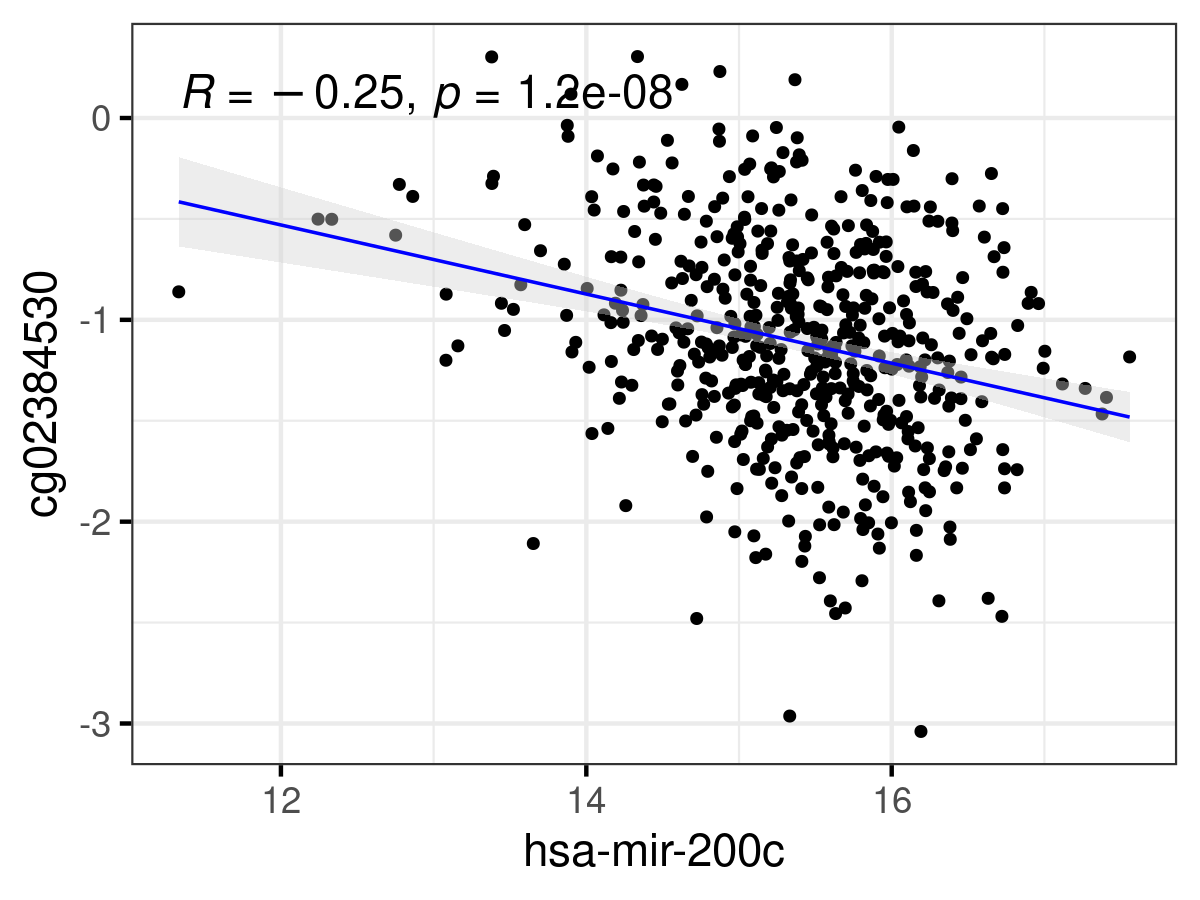 R = − 0.25, p = 1.2e-08
0
-1
-2
-3
cg02384530
12 14 16
hsa-mir-200c